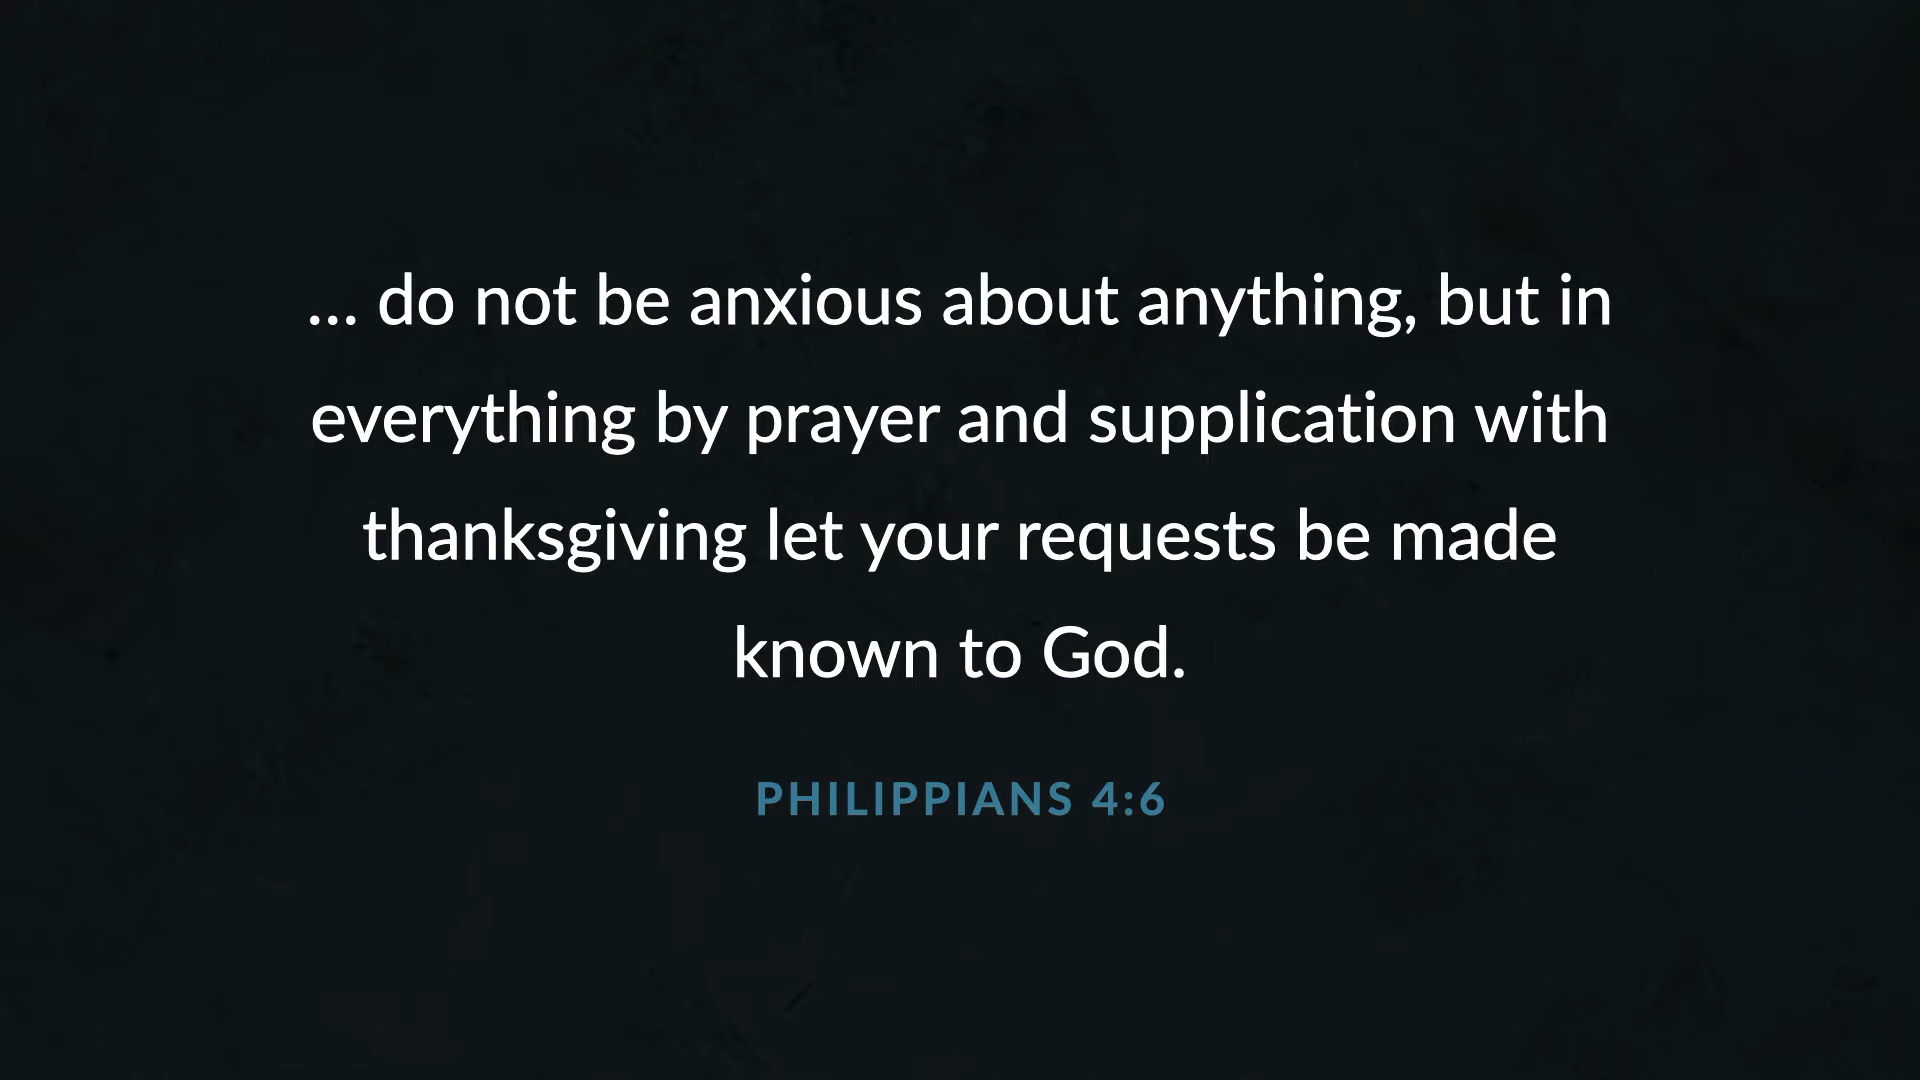 ... do not be anxious about anything, but in
everything by prayer and supplication with
thanksgiving let your requests be made
known to God.
PHILIPPIANS 4:6